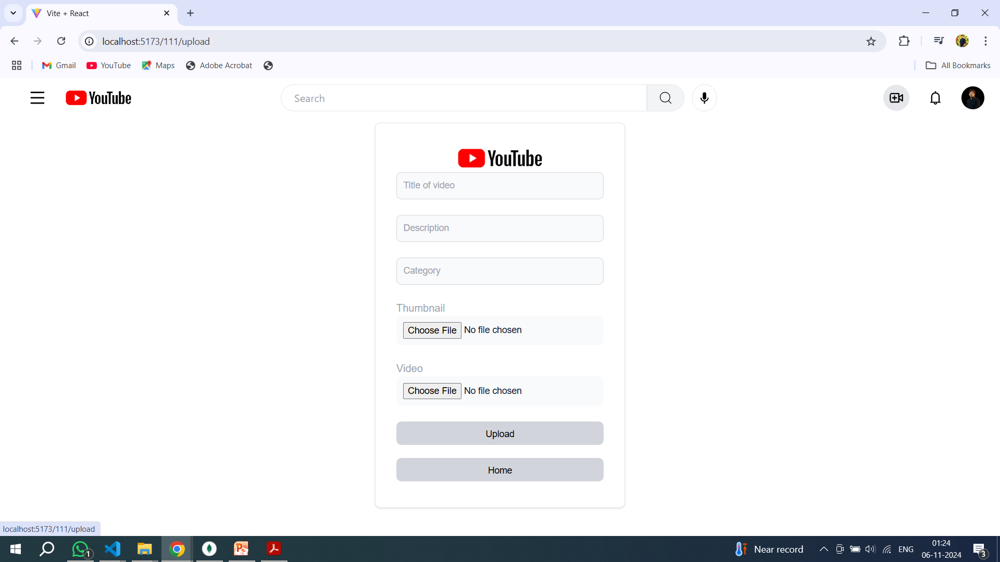 Vite + React
localhost:5173/111/upload
Gmail
YouTube
Maps
Adobe Acrobat
All Bookmarks
YouTube
Search
YouTube
Title of video
Description
Category
Thumbnail
Choose File No file chosen
Video
Choose File No file chosen
Upload
Home
localhost:5173/111/upload
1
Near record
ENG
01:24
06-11-2024
3